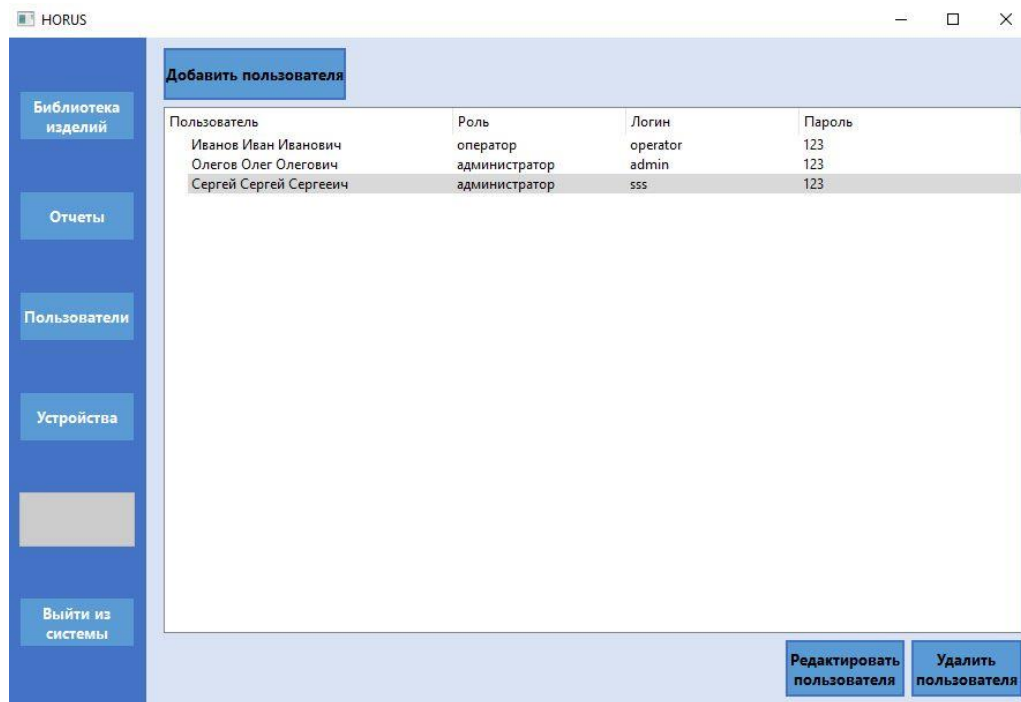 HORUS
Добавить пользователя
Библиотека
изделий
Отчеты
Пользователи
Устройства
Выйти из
системы
Пользователь Роль Логин Пароль
Иванов Иван Иванович оператор operator 123
Олегов Олег Олегович администратор admin 123
Сергей Сергей Сергееич администратор sss 123
Редактировать
пользователя
Удалить
пользователя